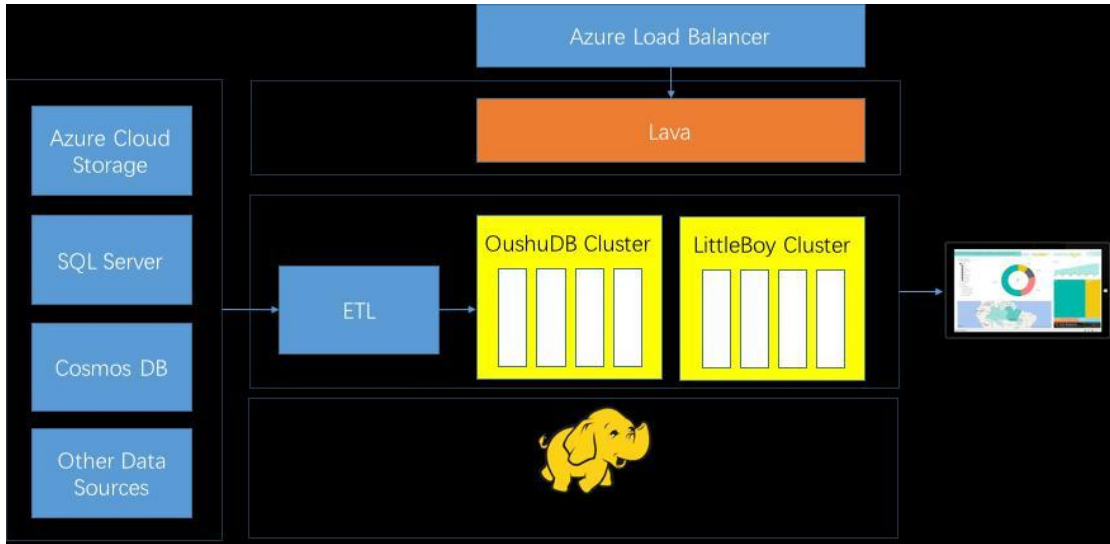 Azure Load Balancer
Lava
Azure Cloud
Storage
SQL Server
Cosmos DB
Other Data
Sources
ETL
OushuDB Cluster
LittleBoy Cluster